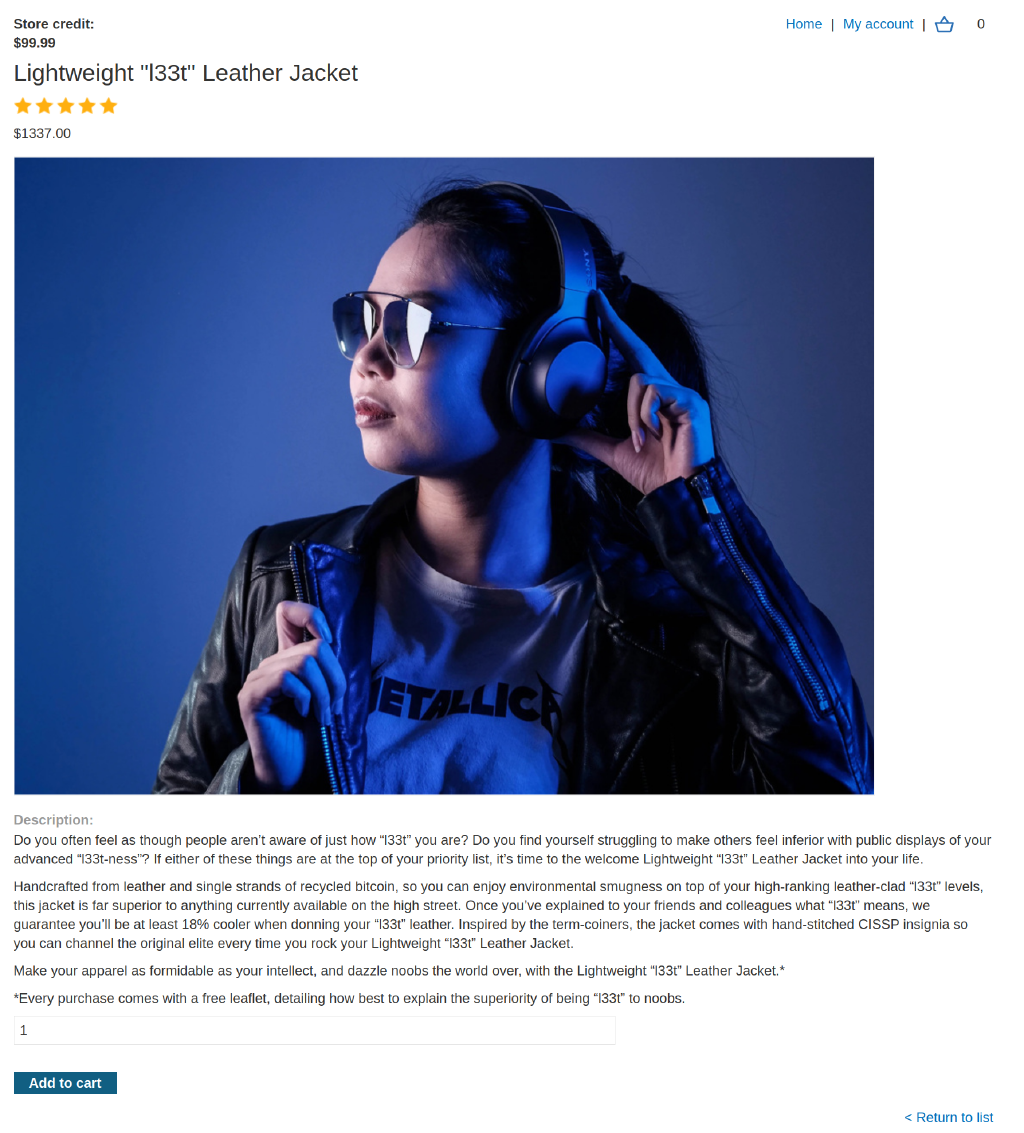 Store credit:
$99.99
Home | My account | 0
Lightweight "l33t" Leather Jacket
$1337.00
METALLICA
Description:
Do you often feel as though people aren’t aware of just how “l33t” you are? Do you find yourself struggling to make others feel inferior with public displays of your
advanced “l33t-ness”? If either of these things are at the top of your priority list, it’s time to the welcome Lightweight “l33t” Leather Jacket into your life.
Handcrafted from leather and single strands of recycled bitcoin, so you can enjoy environmental smugness on top of your high-ranking leather-clad “l33t” levels,
this jacket is far superior to anything currently available on the high street. Once you’ve explained to your friends and colleagues what “l33t” means, we
guarantee you’ll be at least 18% cooler when donning your “l33t” leather. Inspired by the term-coiners, the jacket comes with hand-stitched CISSP insignia so
you can channel the original elite every time you rock your Lightweight “l33t” Leather Jacket.
Make your apparel as formidable as your intellect, and dazzle noobs the world over, with the Lightweight “l33t” Leather Jacket.*
*Every purchase comes with a free leaflet, detailing how best to explain the superiority of being “l33t” to noobs.
1
Add to cart
< Return to list